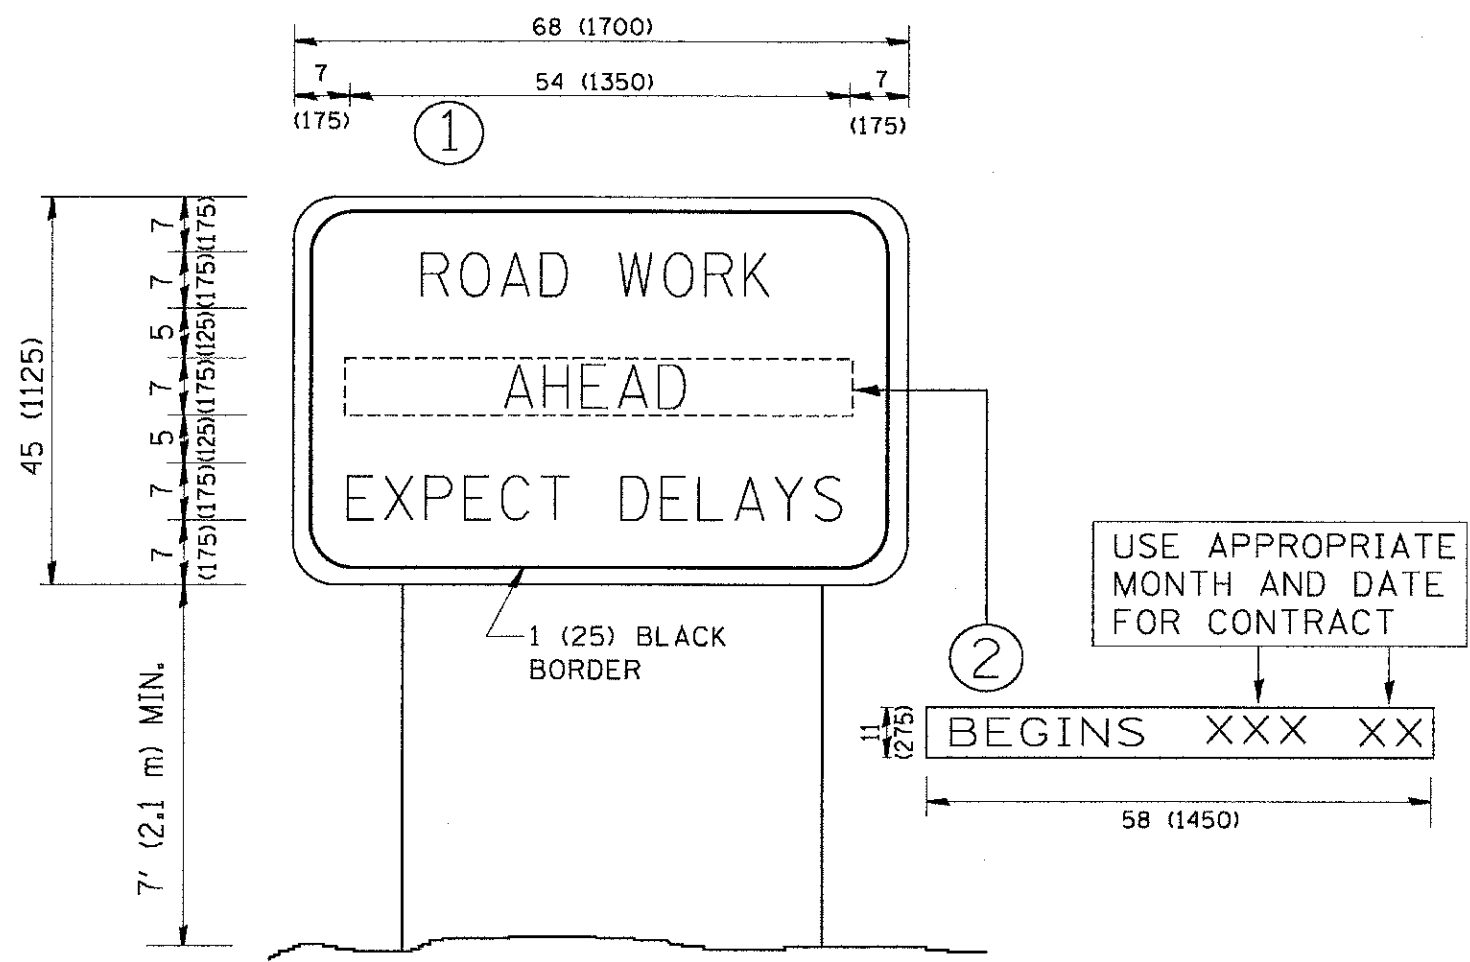 68 (1700)
7
54 (1350)
7
(175)
(175)
1
45 (1125)
7 (175)
7 (175)
5 (125)
7 (175)
5 (125)
7 (175)
7 (175)
ROAD WORK
AHEAD
EXPECT DELAYS
1 (25) BLACK
BORDER
7' (2.1 m) MIN.
USE APPROPRIATE
MONTH AND DATE
FOR CONTRACT
2
11
(275)
BEGINS XXX XX
58 (1450)